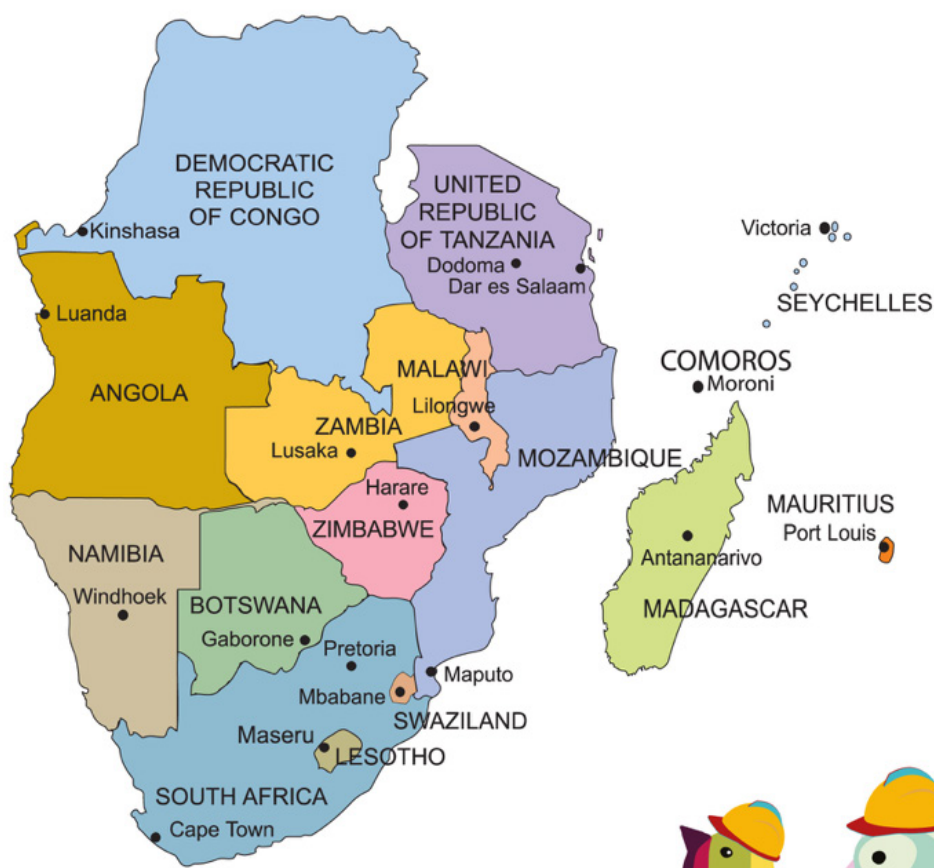 DEMOCRATIC
REPUBLIC
OF CONGO
Kinshasa
UNITED
REPUBLIC
OF TANZANIA
Dodoma
Dar es Salaam
Victoria
SEYCHELLES
Luanda
ANGOLA
MALAWI
Lilongwe
ZAMBIA
Lusaka
COMOROS
Moroni
MOZAMBIQUE
Harare
ZIMBABWE
MAURITIUS
Port Louis
Antananarivo
MADAGASCAR
NAMIBIA
Windhoek
BOTSWANA
Gaborone
Pretoria
Mbabane
Maputo
SWAZILAND
Maseru
LESOTHO
SOUTH AFRICA
Cape Town